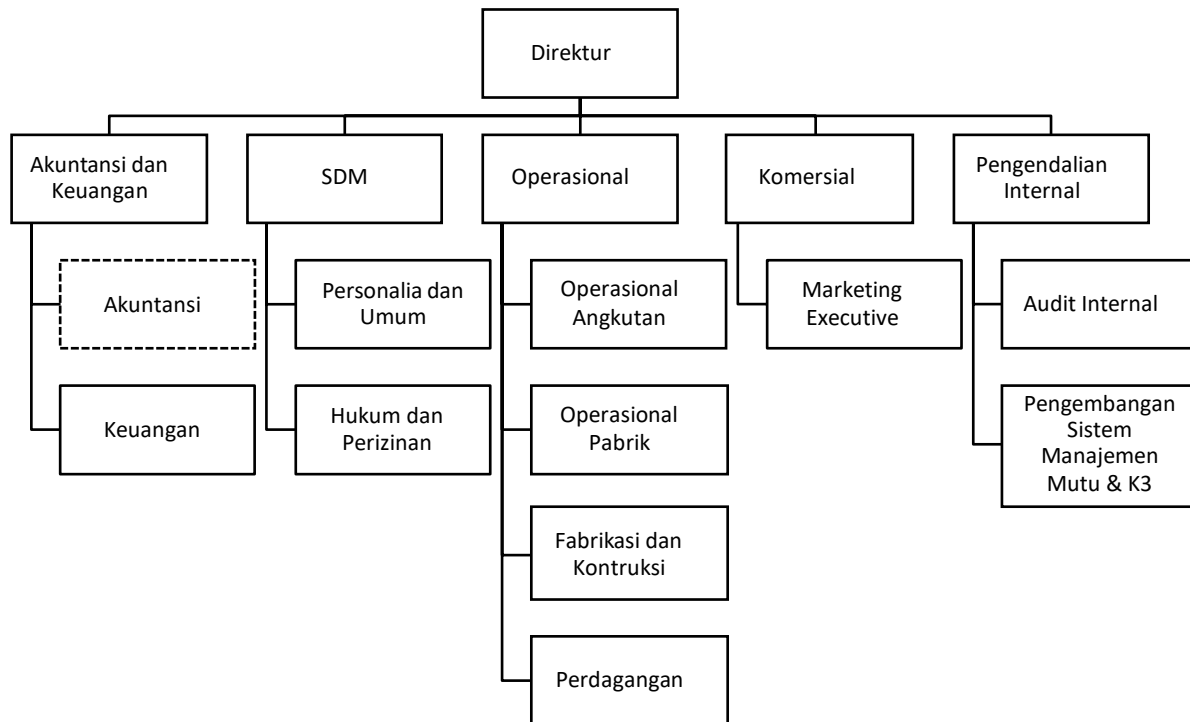 Direktur
Akuntansi dan
Keuangan
SDM
Operasional
Komersial
Pengendalian
Internal
Akuntansi
Personalia dan
Umum
Operasional
Angkutan
Marketing
Executive
Audit Internal
Keuangan
Hukum dan
Perizinan
Operasional
Pabrik
Pengembangan
Sistem
Manajemen
Mutu & K3
Fabrikasi dan
Kontruksi
Perdagangan